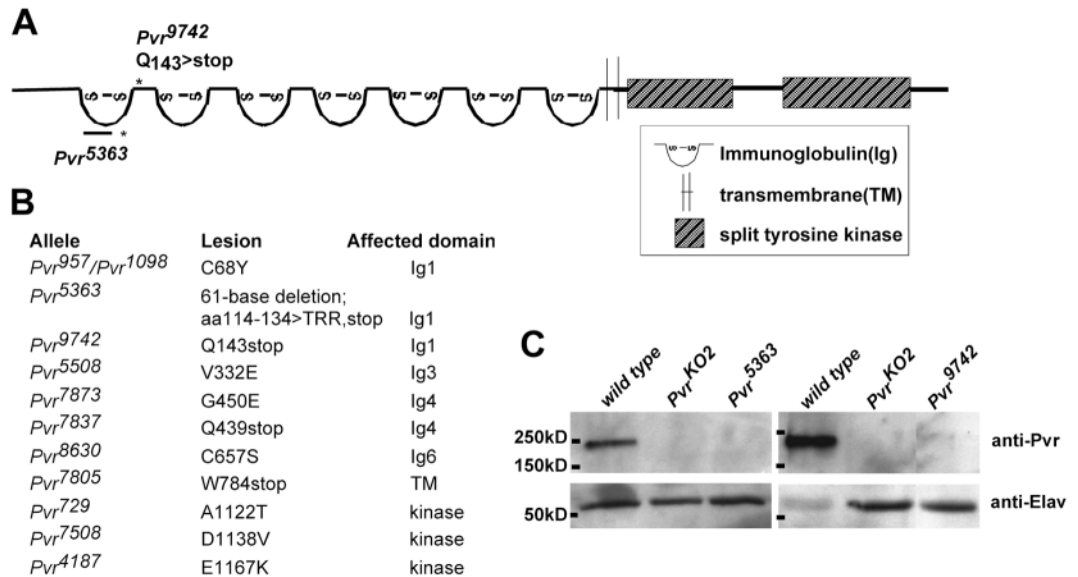 A
Pvr9742
Q143>stop
S S S S S S S S S S S S S S
*
*
Pvr5363
S S Immunoglobulin(Ig)
transmembrane(TM)
split tyrosine kinase
B
Allele Lesion Affected domain
Pvr957/Pvr1098 C68Y Ig1
Pvr5363 61-base deletion;
aa114-134>TRR,stop Ig1
Pvr9742 Q143stop Ig1
Pvr5508 V332E Ig3
Pvr7873 G450E Ig4
Pvr7837 Q439stop Ig4
Pvr8630 C657S Ig6
Pvr7805 W784stop TM
Pvr729 A1122T kinase
Pvr7508 D1138V kinase
Pvr4187 E1167K kinase
C
wild type PvrKO2 Pvr5363 wild type PvrKO2 Pvr9742
250kD
150kD
anti-Pvr
50kD
anti-Elav